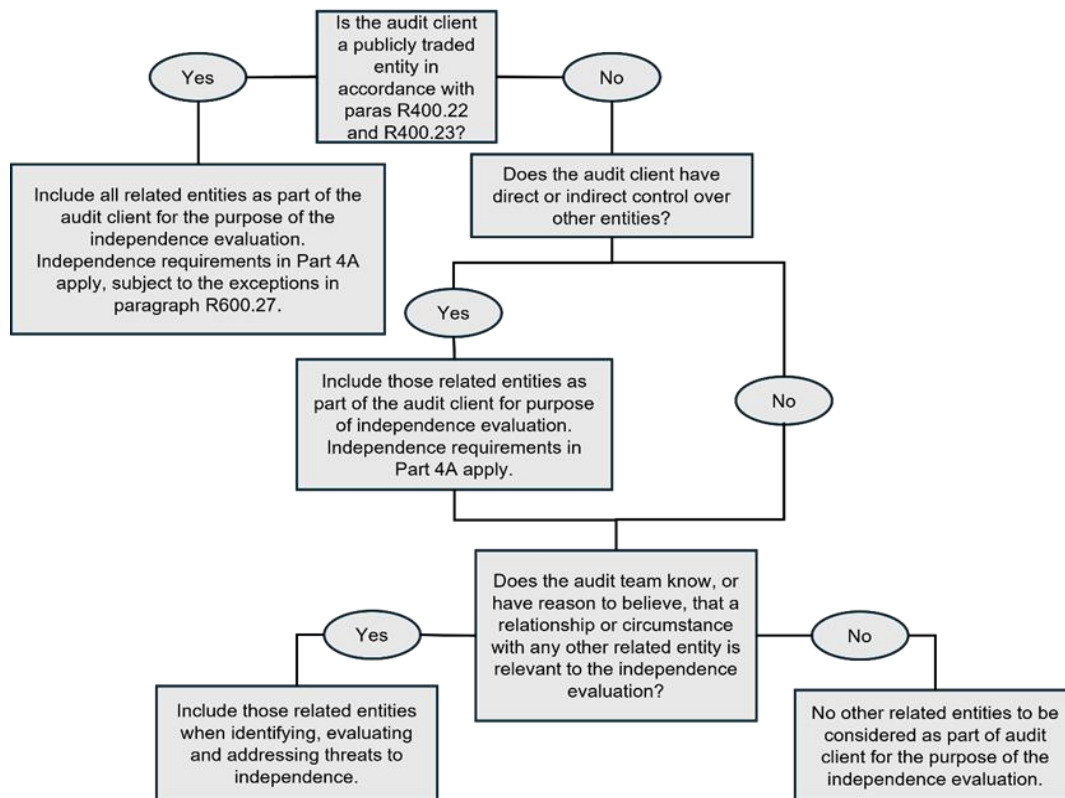 Is the audit client
a publicly traded
entity in
accordance with
paras R400.22
and R400.23?
Yes
No
Include all related entities as part of the
audit client for the purpose of the
independence evaluation.
Independence requirements in Part 4A
apply, subject to the exceptions in
paragraph R600.27.
Does the audit client have
direct or indirect control over
other entities?
Yes
No
Include those related entities as
part of the audit client for purpose
of independence evaluation.
Independence requirements in
Part 4A apply.
Does the audit team know, or
have reason to believe, that a
relationship or circumstance
with any other related entity is
relevant to the independence
evaluation?
Yes
No
Include those related entities
when identifying, evaluating
and addressing threats to
independence.
No other related entities to be
considered as part of audit
client for the purpose of the
independence evaluation.